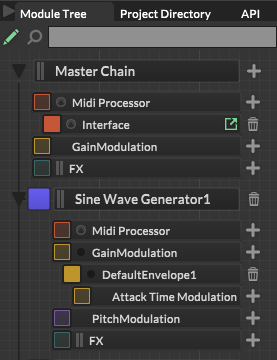 Module Tree Project Directory API
Master Chain
Midi Processor
Interface
GainModulation
FX
Sine Wave Generator1
Midi Processor
GainModulation
DefaultEnvelope1
Attack Time Modulation
PitchModulation
FX